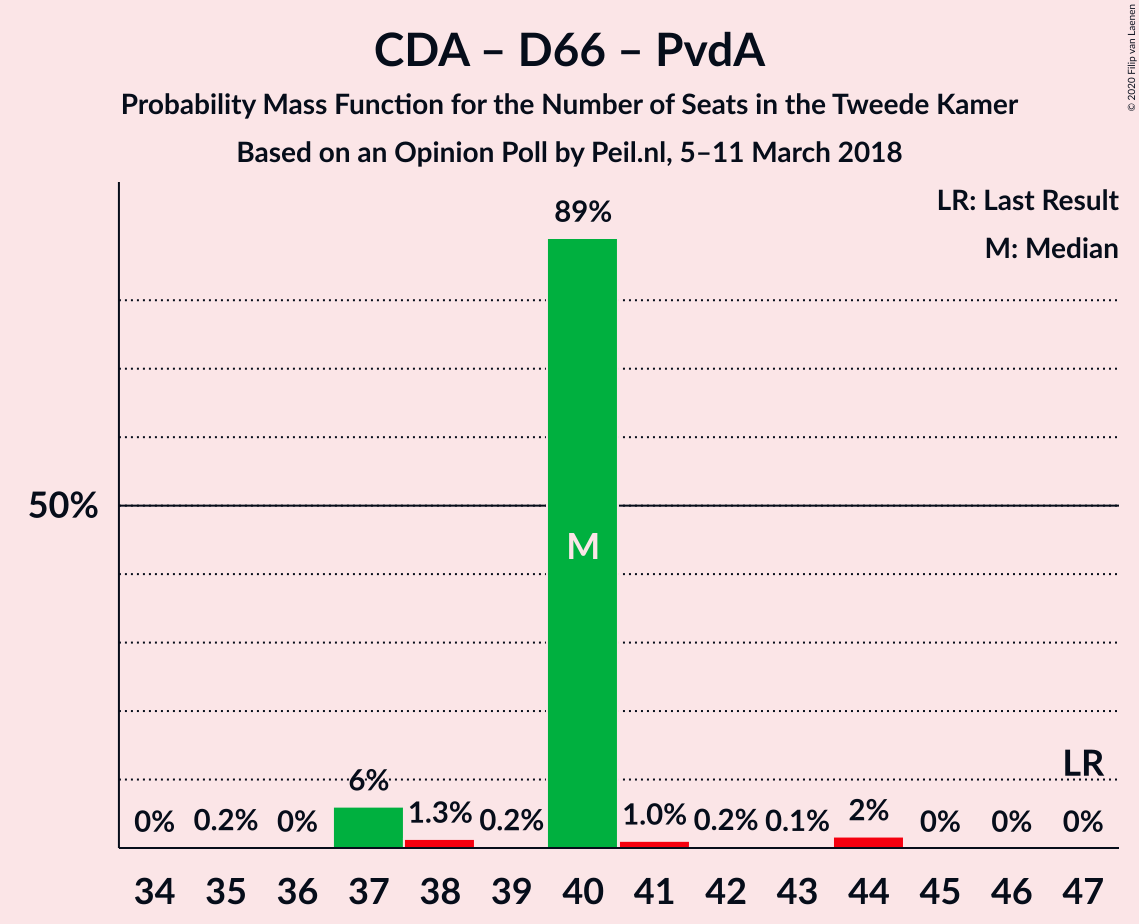 CDA – D66 – PvdA
Probability Mass Function for the Number of Seats in the Tweede Kamer
Based on an Opinion Poll by Peil.nl, 5–11 March 2018
© 2020 Filip van Laenen
LR: Last Result
M: Median
89%
50%
M
LR
0% 0.2% 0% 6% 1.3% 0.2% 1.0% 0.2% 0.1% 2% 0% 0% 0%
34 35 36 37 38 39 40 41 42 43 44 45 46 47